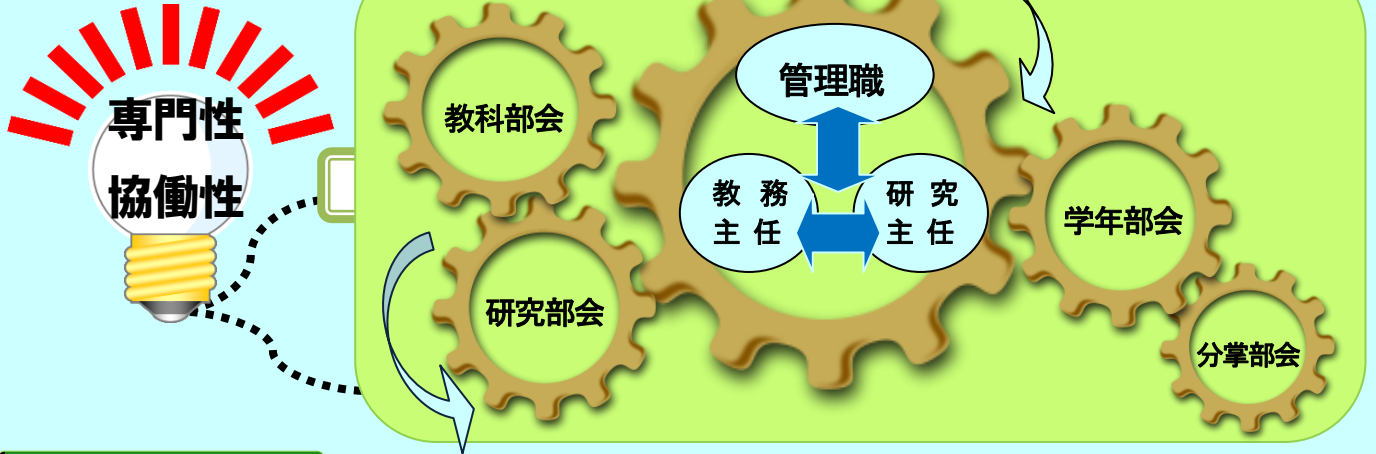 専門性
協働性
教科部会
研究部会
管理職
教 務
主 任
研 究
主 任
学年部会
分掌部会